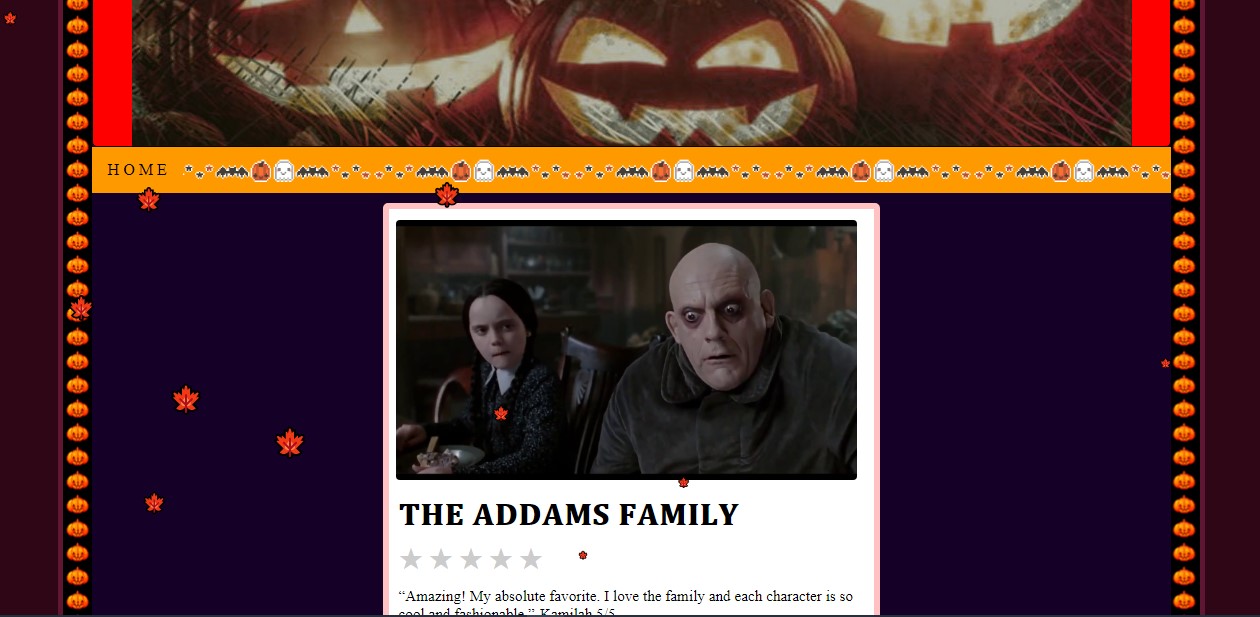 HOME
THE ADDAMS FAMILY
“Amazing! My absolute favorite. I love the family and each character is so
cool and fashionable.” Kamilah 5/5